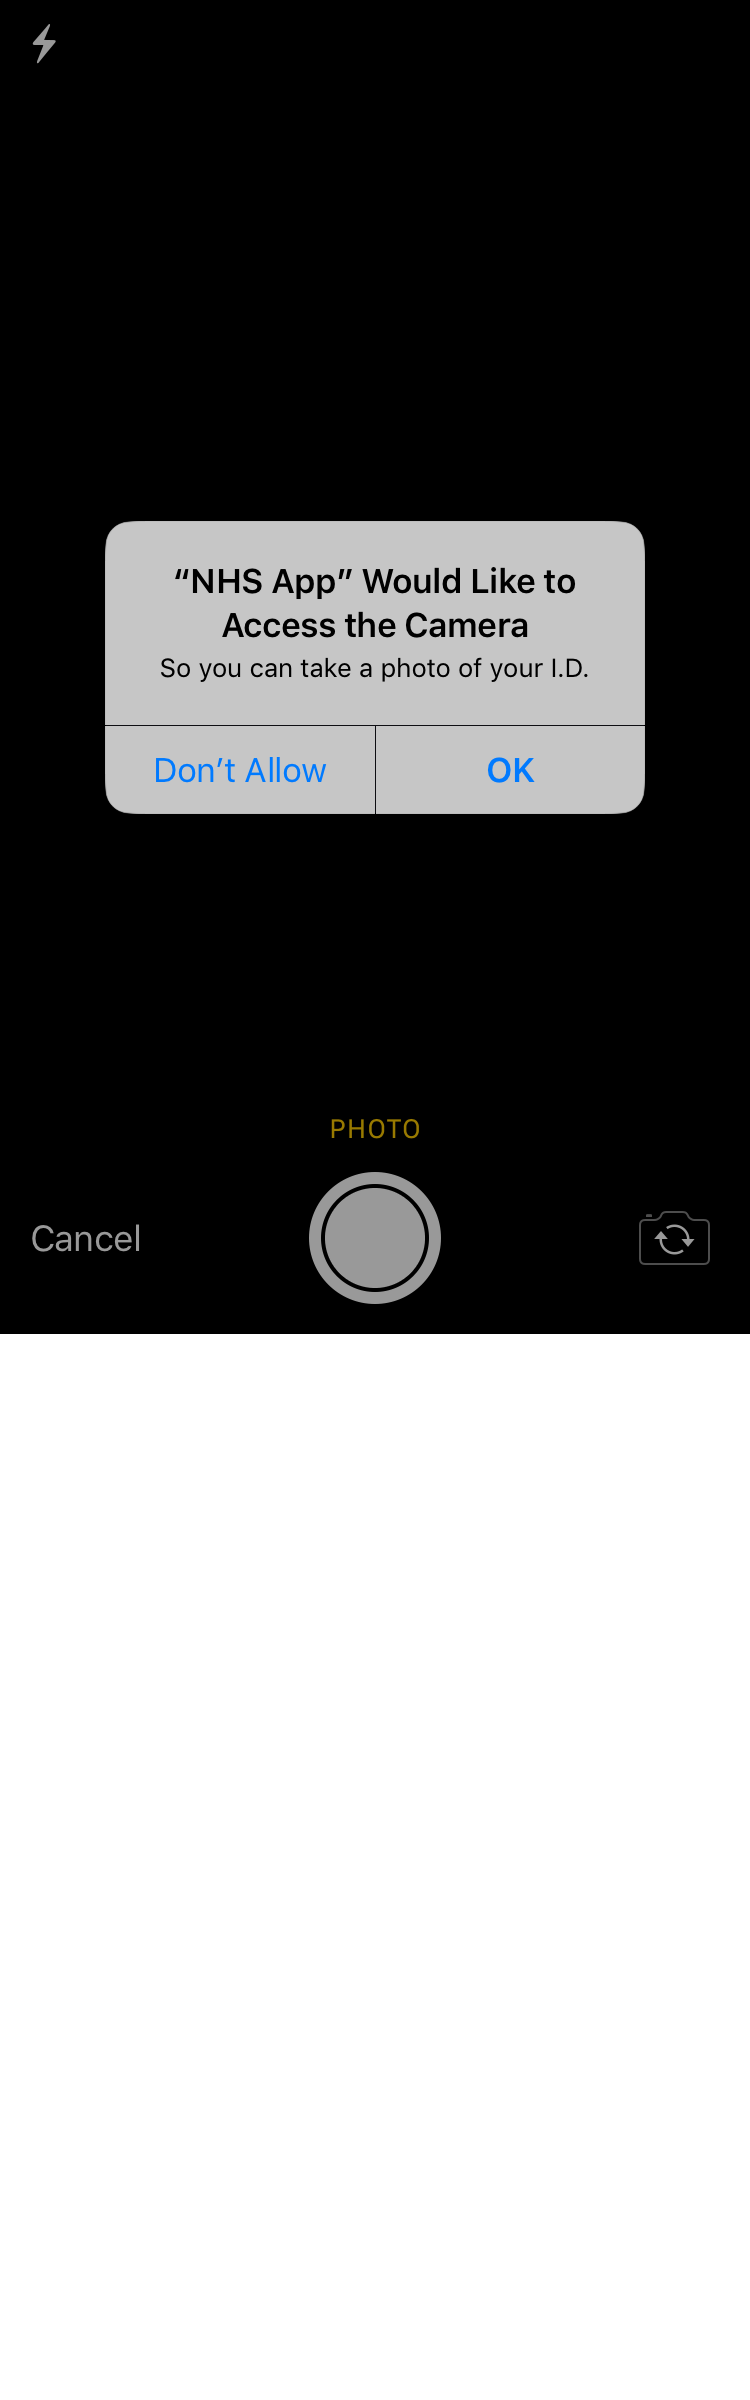 “NHS App” Would Like to
Access the Camera
So you can take a photo of your I.D.
Don’t Allow
OK
PHOTO
Cancel